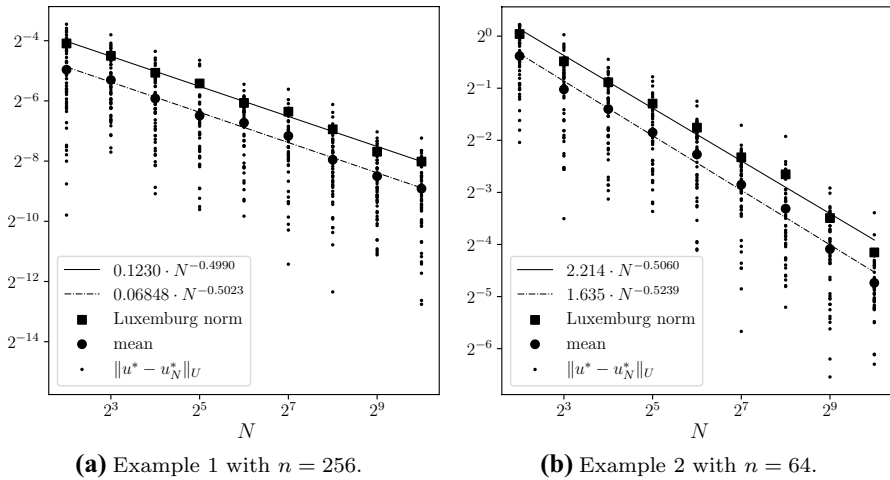 2^{-4}
2^{-6}
2^{-8}
2^{-10}
2^{-12}
2^{-14}
0.1230 · N^{-0.4990}
0.06848 · N^{-0.5023}
Luxemburg norm
mean
‖u* − u*_N‖_U
2^3
2^5
2^7
2^9
N
(a) Example 1 with n = 256.
2^0
2^{-1}
2^{-2}
2^{-3}
2^{-4}
2^{-5}
2^{-6}
2.214 · N^{-0.5060}
1.635 · N^{-0.5239}
Luxemburg norm
mean
‖u* − u*_N‖_U
2^3
2^5
2^7
2^9
N
(b) Example 2 with n = 64.